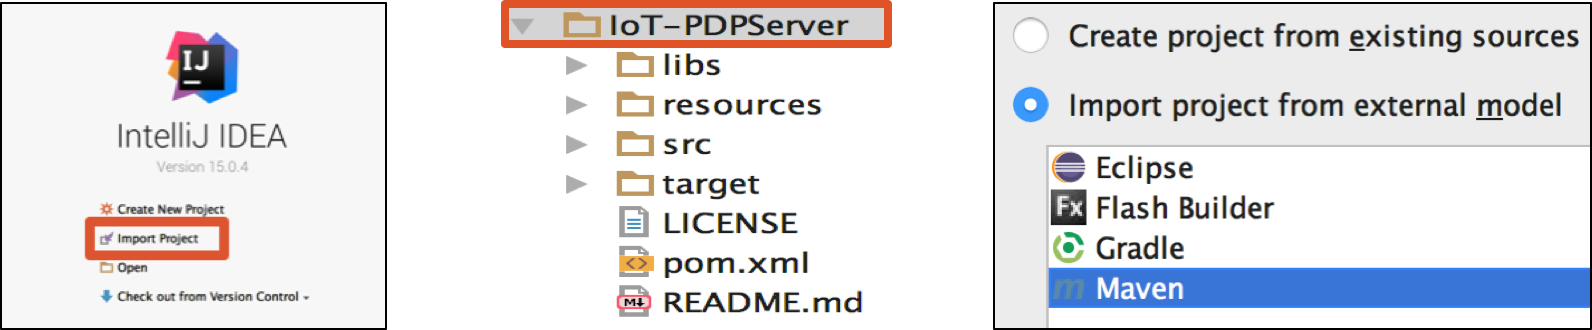 IJ
IntelliJ IDEA
Version 15.0.4
Create New Project
Import Project
Open
Check out from Version Control
IoT-PDPServer
libs
resources
src
target
LICENSE
pom.xml
README.md
Create project from existing sources
Import project from external model
Eclipse
Fx Flash Builder
Gradle
m Maven